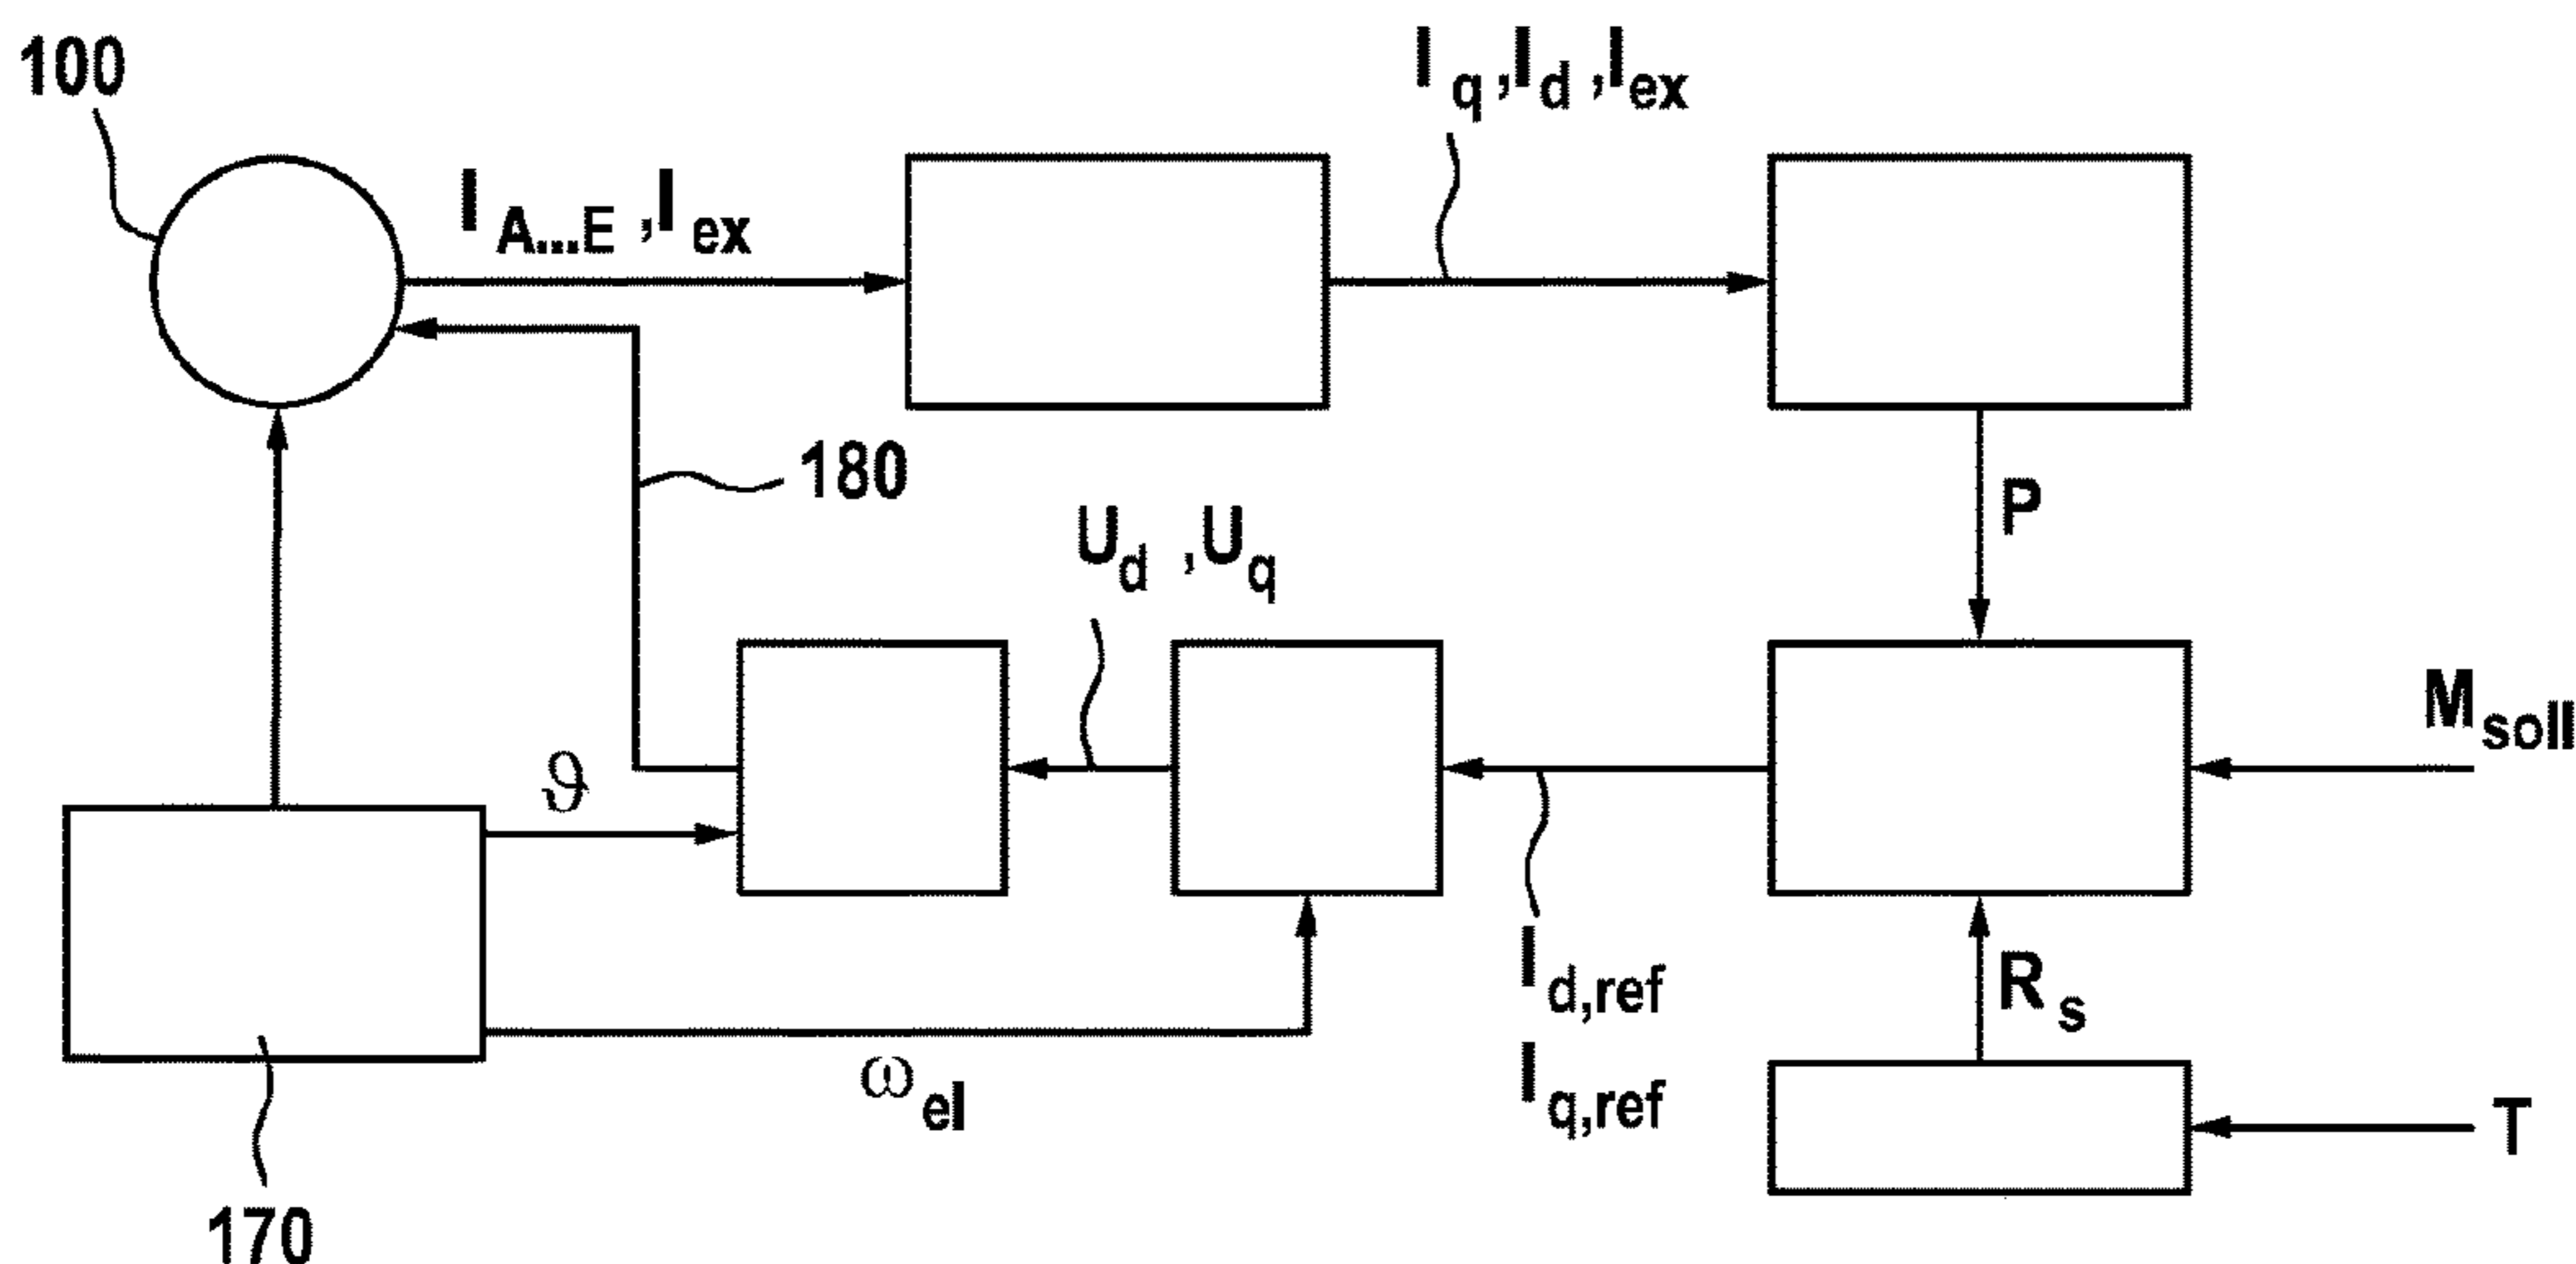 100
I q ,I d ,I ex
I A...E ,I ex
180
P
U d ,U q
M soll
ϑ
I d,ref
R s
I q,ref
ω el
T
170